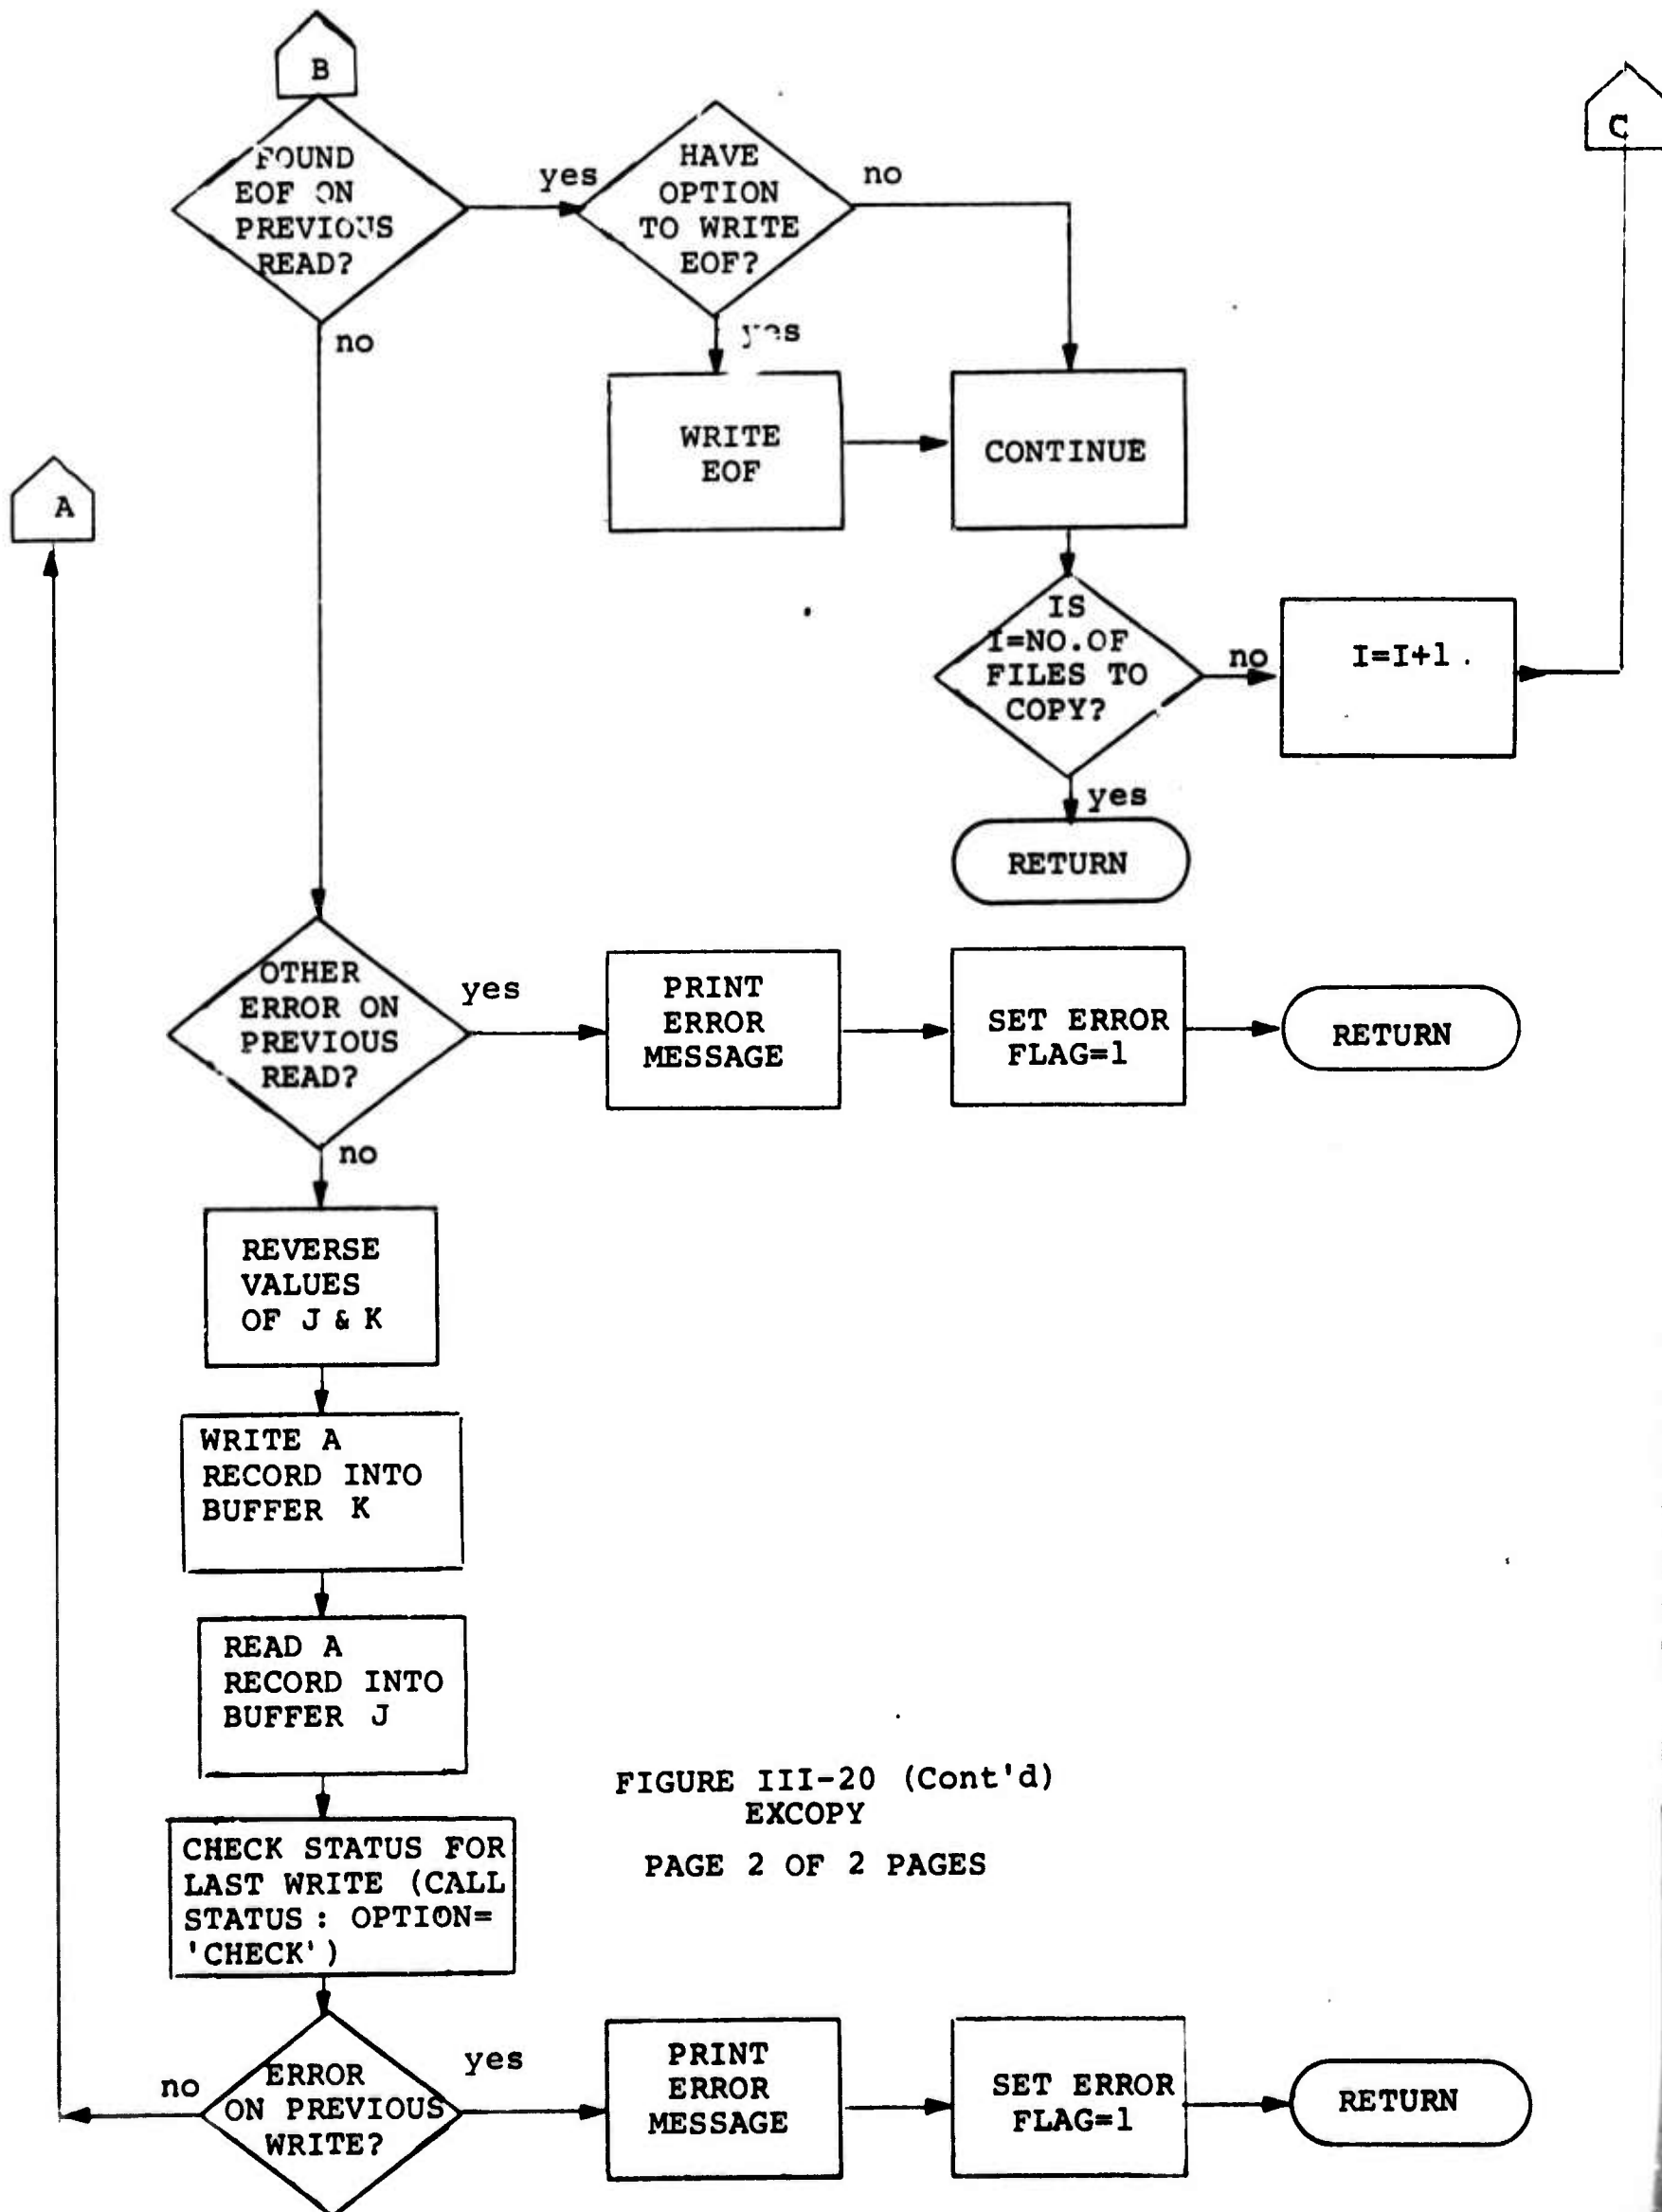 B
C
FOUND
EOF ON
PREVIOUS
READ?
yes
HAVE
OPTION
TO WRITE
EOF?
no
no
yes
WRITE
EOF
CONTINUE
A
IS
I=NO.OF
FILES TO
COPY?
no
I=I+1
yes
RETURN
OTHER
ERROR ON
PREVIOUS
READ?
yes
PRINT
ERROR
MESSAGE
SET ERROR
FLAG=1
RETURN
no
REVERSE
VALUES
OF J & K
WRITE A
RECORD INTO
BUFFER K
READ A
RECORD INTO
BUFFER J
FIGURE III-20 (Cont'd)
EXCOPY
PAGE 2 OF 2 PAGES
CHECK STATUS FOR
LAST WRITE (CALL
STATUS: OPTION=
'CHECK')
no
ERROR
ON PREVIOUS
WRITE?
yes
PRINT
ERROR
MESSAGE
SET ERROR
FLAG=1
RETURN